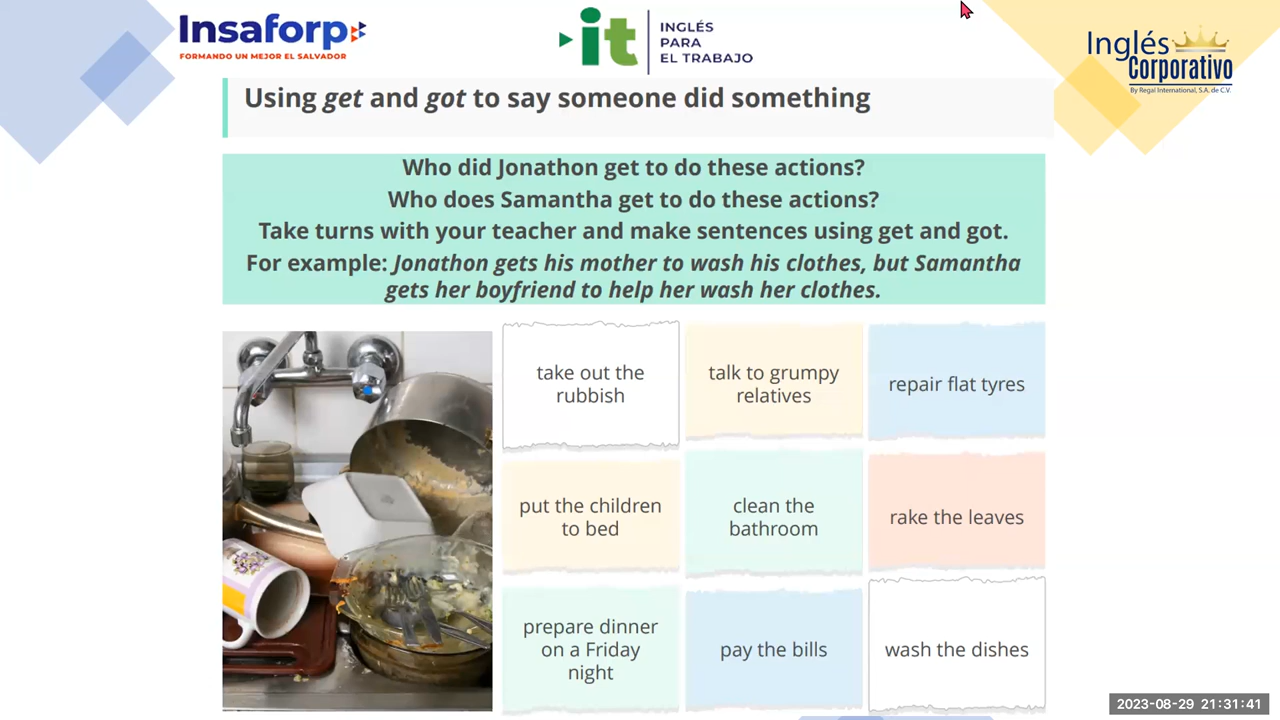 Insaforp
FORMANDO UN MEJOR EL SALVADOR
it
INGLÉS
PARA
EL TRABAJO
Inglés
Corporativo
By Regal International, S.A. de C.V.
Using get and got to say someone did something
Who did Jonathon get to do these actions?
Who does Samantha get to do these actions?
Take turns with your teacher and make sentences using get and got.
For example: Jonathon gets his mother to wash his clothes, but Samantha
gets her boyfriend to help her wash her clothes.
take out the
rubbish
talk to grumpy
relatives
repair flat tyres
put the children
to bed
clean the
bathroom
rake the leaves
prepare dinner
on a Friday
night
pay the bills
wash the dishes
2023-08-29 21:31:41